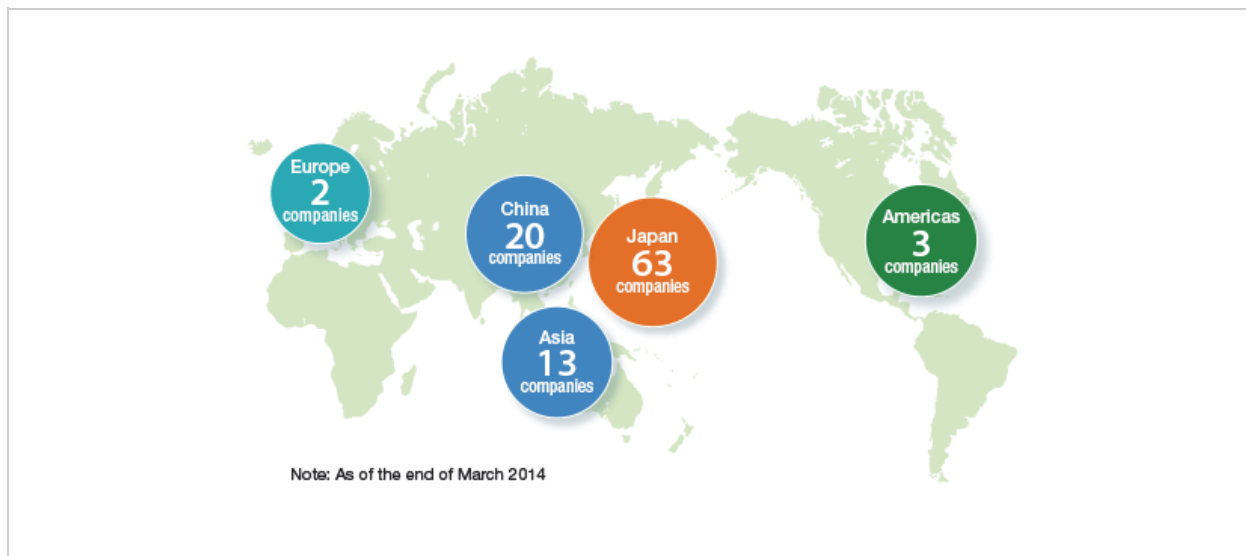 Europe
2
companies
China
20
companies
Japan
63
companies
Americas
3
companies
Asia
13
companies
Note: As of the end of March 2014